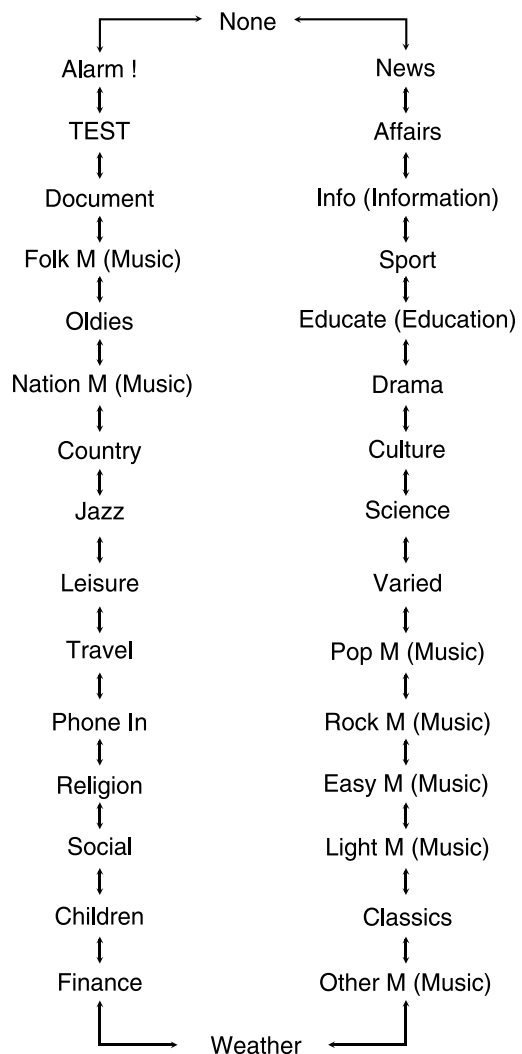 None
Alarm !
News
TEST
Affairs
Document
Info (Information)
Folk M (Music)
Sport
Oldies
Educate (Education)
Nation M (Music)
Drama
Country
Culture
Jazz
Science
Leisure
Varied
Travel
Pop M (Music)
Phone In
Rock M (Music)
Religion
Easy M (Music)
Social
Light M (Music)
Children
Classics
Finance
Other M (Music)
Weather